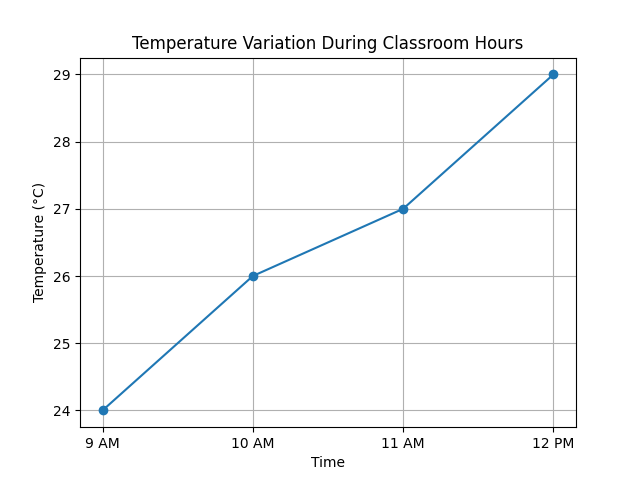 Temperature Variation During Classroom Hours
Temperature (°C)
29
28
27
26
25
24
9 AM 10 AM 11 AM 12 PM
Time